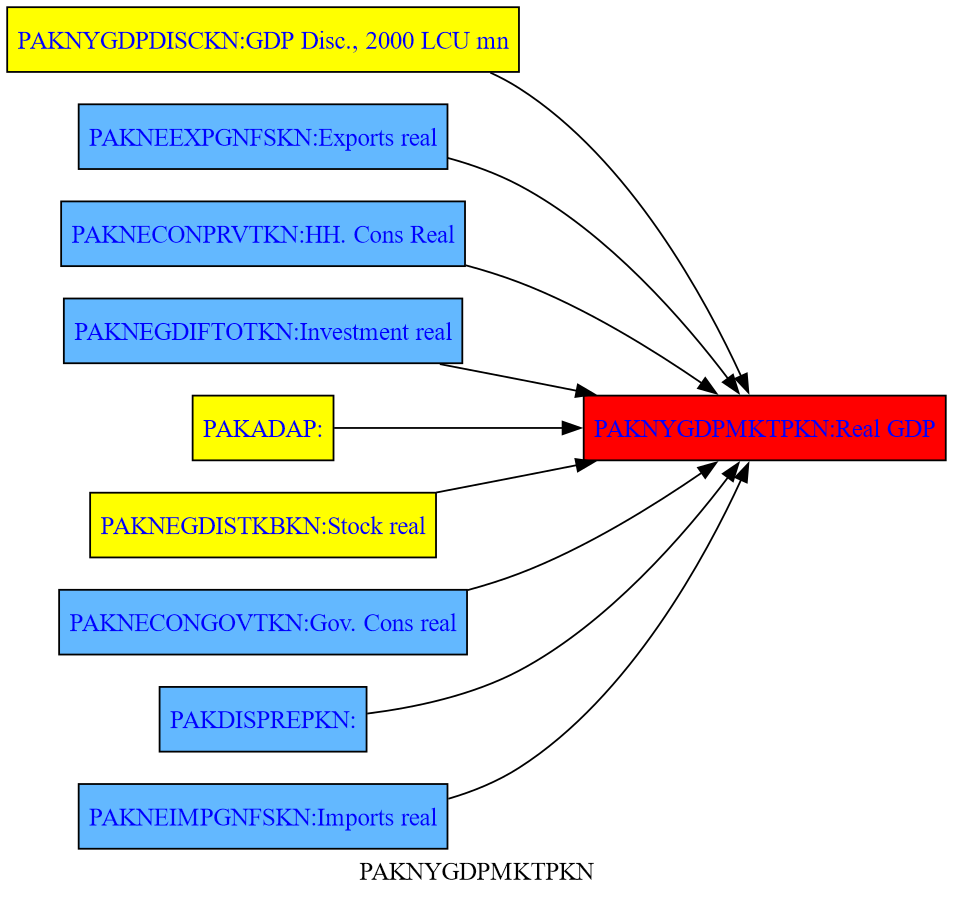 PAKNYGDPDISCKN:GDP Disc., 2000 LCU mn
PAKNEEXPGNFSKN:Exports real
PAKNECONPRVTKN:HH. Cons Real
PAKNEGDIFTOTKN:Investment real
PAKADAP:
PAKNYGDPMKTPKN:Real GDP
PAKNEGDISTKBKN:Stock real
PAKNECONGOVTKN:Gov. Cons real
PAKDISPREPKN:
PAKNEIMPGNFSKN:Imports real
PAKNYGDPMKTPKN